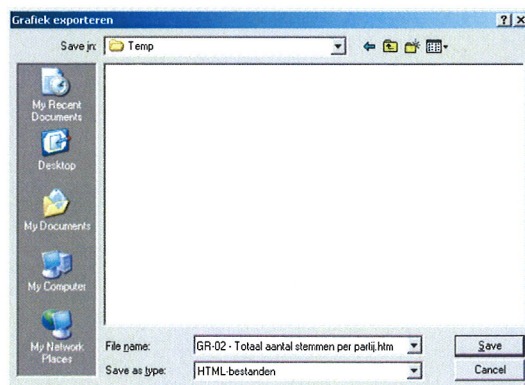 Grafiek exporteren
Save in:
Temp
My Recent
Documents
Desktop
My Documents
My Computer
My Network
Places
File name:
GR-02 - Totaal aantal stemmen per partij.htm
Save
Save as type:
HTML-bestanden
Cancel